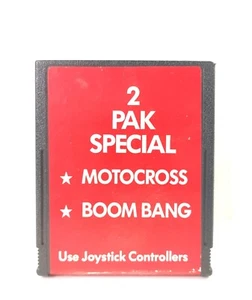 2
PAK
SPECIAL
★ MOTOCROSS
★ BOOM BANG
Use Joystick Controllers